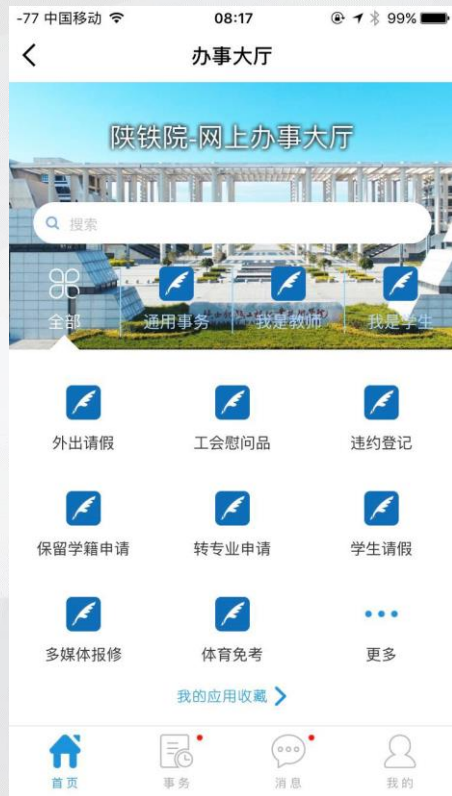 -77 中国移动 08:17 99%
办事大厅
陕铁院-网上办事大厅
搜索
全部 通用事务 我是教师 我是学生
外出请假 工会慰问品 违约登记
保留学籍申请 转专业申请 学生请假
多媒体报修 体育免考 更多
我的应用收藏
首页 事务 消息 我的